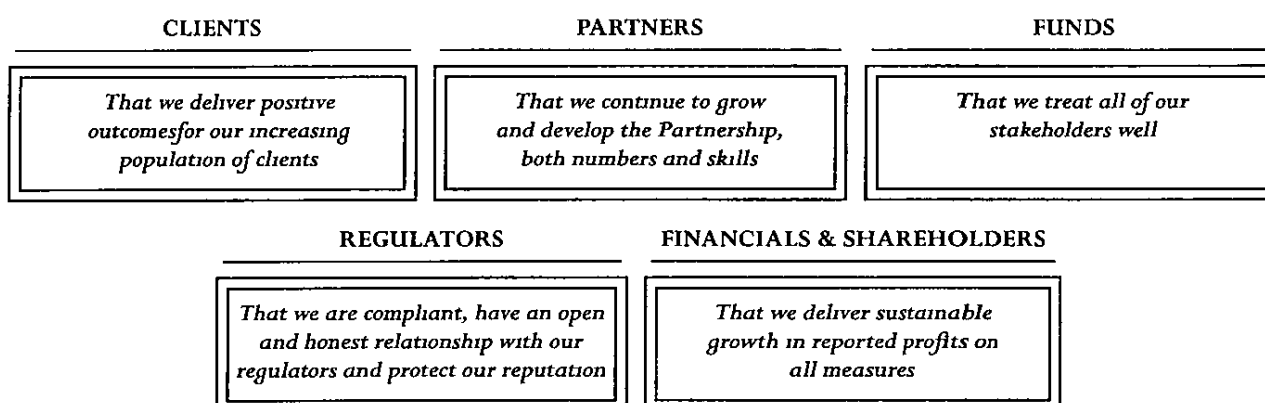 CLIENTS
That we deliver positive
outcomesfor our increasing
population of clients
PARTNERS
That we continue to grow
and develop the Partnership,
both numbers and skills
FUNDS
That we treat all of our
stakeholders well
REGULATORS
That we are compliant, have an open
and honest relationship with our
regulators and protect our reputation
FINANCIALS & SHAREHOLDERS
That we deliver sustainable
growth in reported profits on
all measures